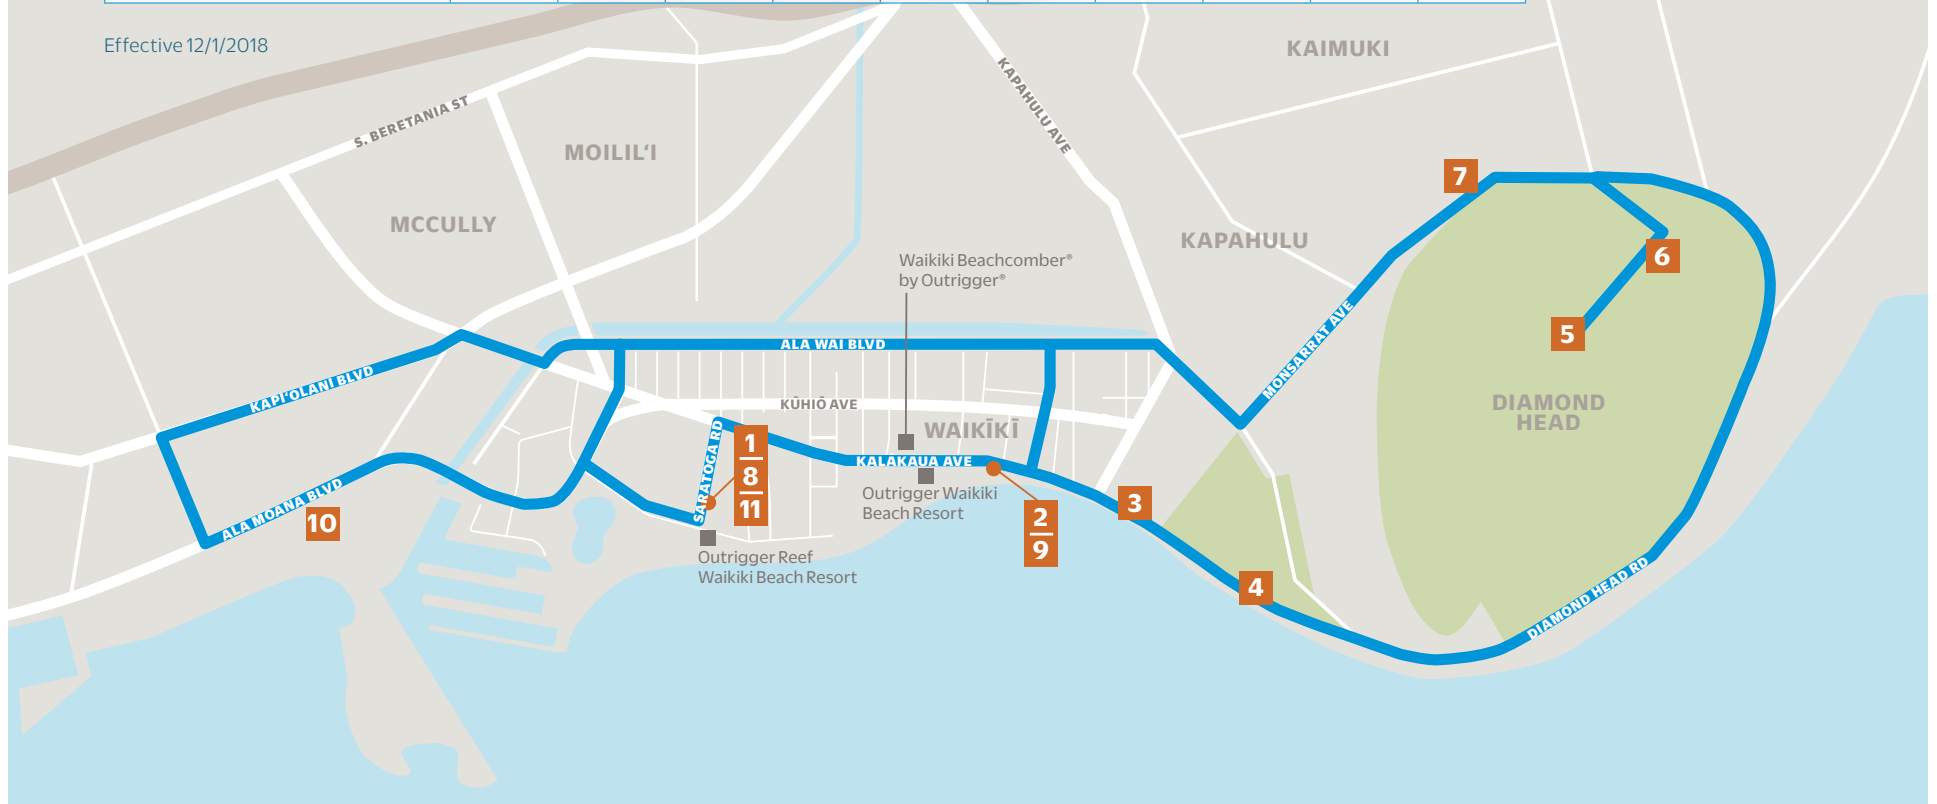 Effective 12/1/2018
KAIMUKI
KAPAHULU AVE
S. BERETANIA ST
MOILIL‘I
7
MCCULLY
KAPAHULU
Waikiki Beachcomber®
by Outrigger®
6
5
MONSARRAT AVE
ALA WAI BLVD
KAPI‘OLANI BLVD
KŪHIŌ AVE
DIAMOND
HEAD
WAIKĪKĪ
SARATOGA RD
1
8
11
KALAKAUA AVE
Outrigger Waikiki
Beach Resort
3
2
9
ALA MOANA BLVD
10
Outrigger Reef
Waikiki Beach Resort
4
DIAMOND HEAD RD